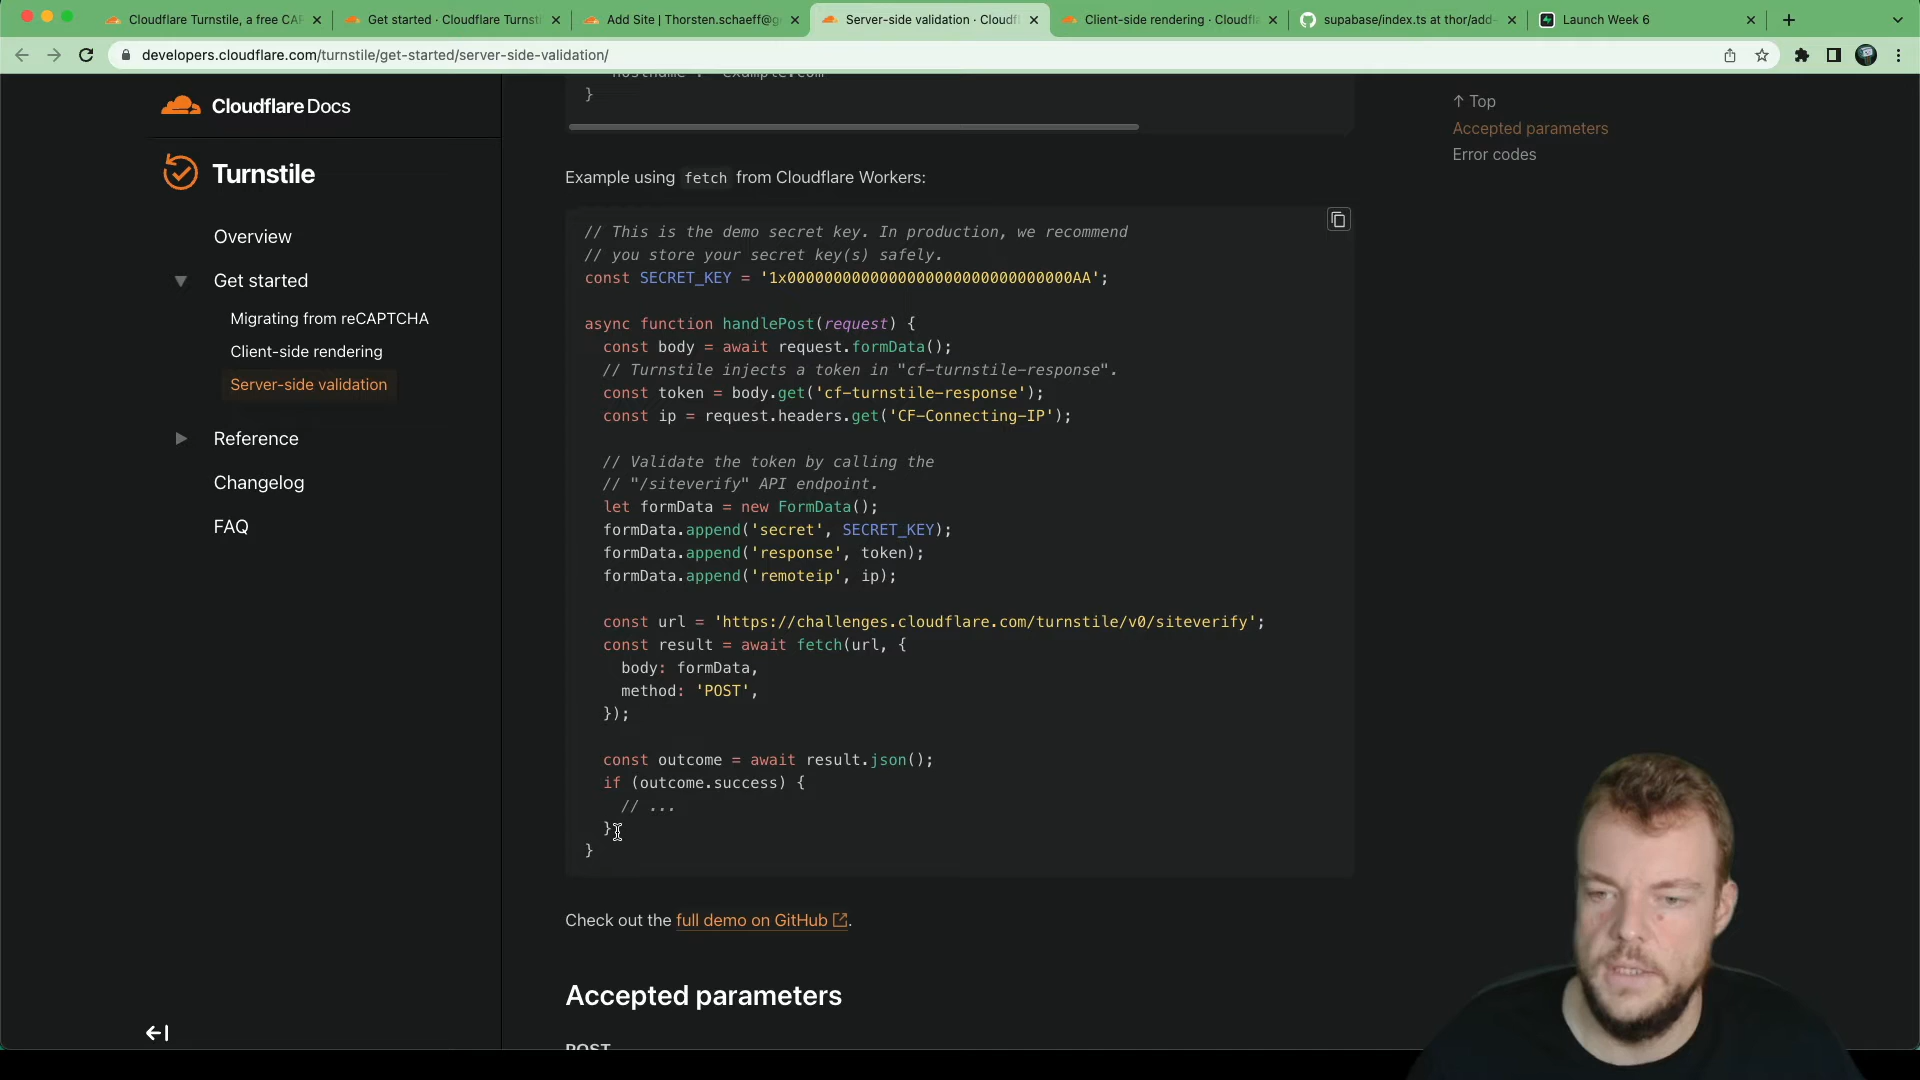 Cloudflare Turnstile, a free CAP
Get started · Cloudflare Turnsti
Add Site | Thorsten.schaeff@g
Server-side validation · Cloudfl
Client-side rendering · Cloudfla
supabase/index.ts at thor/add-
Launch Week 6
developers.cloudflare.com/turnstile/get-started/server-side-validation/
Cloudflare Docs
Turnstile
Overview
Get started
Migrating from reCAPTCHA
Client-side rendering
Server-side validation
Reference
Changelog
FAQ
"hostname": "example.com"
}
Example using fetch from Cloudflare Workers:
// This is the demo secret key. In production, we recommend
// you store your secret key(s) safely.
const SECRET_KEY = '1x0000000000000000000000000000000AA';
async function handlePost(request) {
const body = await request.formData();
// Turnstile injects a token in "cf-turnstile-response".
const token = body.get('cf-turnstile-response');
const ip = request.headers.get('CF-Connecting-IP');
// Validate the token by calling the
// "/siteverify" API endpoint.
let formData = new FormData();
formData.append('secret', SECRET_KEY);
formData.append('response', token);
formData.append('remoteip', ip);
const url = 'https://challenges.cloudflare.com/turnstile/v0/siteverify';
const result = await fetch(url, {
body: formData,
method: 'POST',
});
const outcome = await result.json();
if (outcome.success) {
// ...
}
}
Check out the full demo on GitHub.
Accepted parameters
POST
↑ Top
Accepted parameters
Error codes